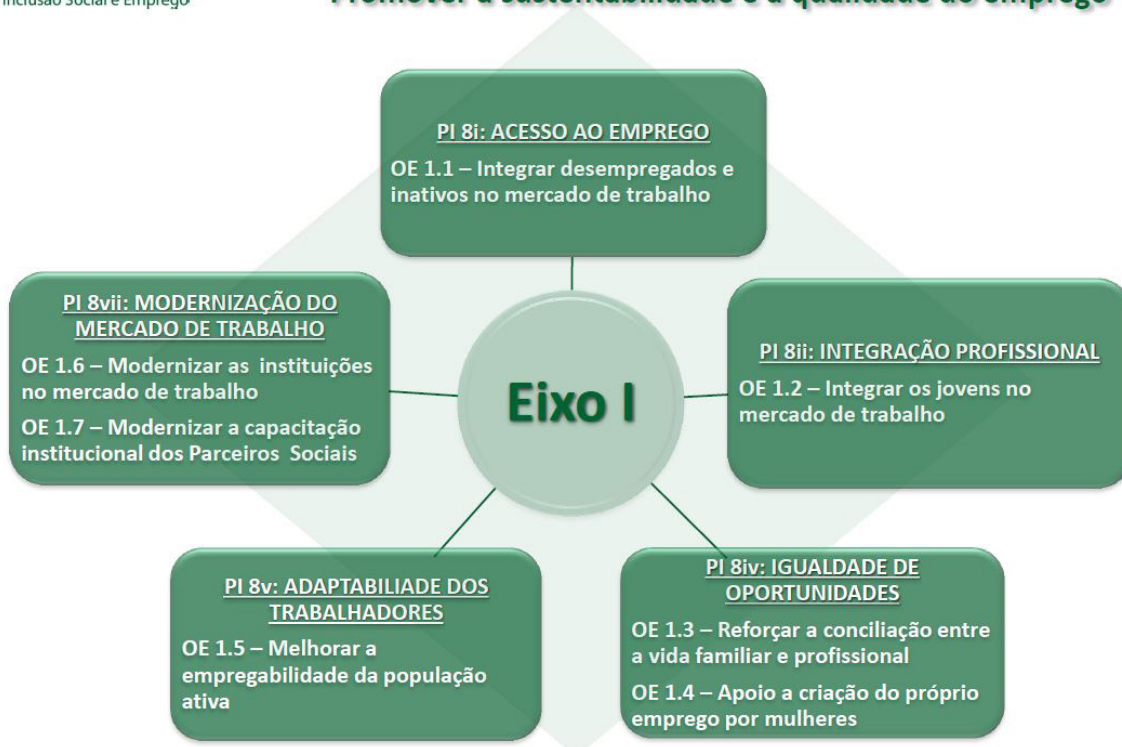 Inclusão Social e Emprego
Promover a sustentabilidade e a qualidade do emprego
PI 8i: ACESSO AO EMPREGO
OE 1.1 – Integrar desempregados e
inativos no mercado de trabalho
PI 8vii: MODERNIZAÇÃO DO
MERCADO DE TRABALHO
OE 1.6 – Modernizar as instituições
no mercado de trabalho
OE 1.7 – Modernizar a capacitação
institucional dos Parceiros Sociais
Eixo I
PI 8ii: INTEGRAÇÃO PROFISSIONAL
OE 1.2 – Integrar os jovens no
mercado de trabalho
PI 8v: ADAPTABILIADE DOS
TRABALHADORES
OE 1.5 – Melhorar a
empregabilidade da população
ativa
PI 8iv: IGUALDADE DE
OPORTUNIDADES
OE 1.3 – Reforçar a conciliação entre
a vida familiar e profissional
OE 1.4 – Apoio a criação do próprio
emprego por mulheres